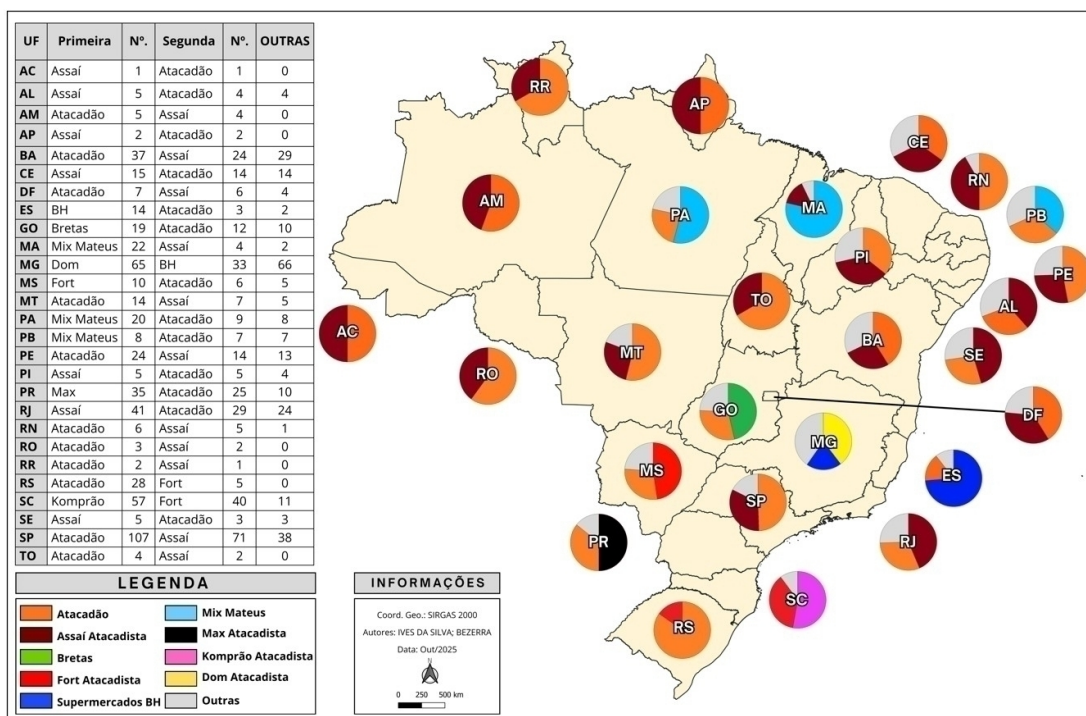 UF Primeira Nº. Segunda Nº. OUTRAS
AC Assaí 1 Atacadão 1 0
AL Assaí 5 Atacadão 4 4
AM Atacadão 5 Assaí 4 0
AP Assaí 2 Atacadão 2 0
BA Atacadão 37 Assaí 24 29
CE Assaí 15 Atacadão 14 14
DF Atacadão 7 Assaí 6 4
ES BH 14 Atacadão 3 2
GO Bretas 19 Atacadão 12 10
MA Mix Mateus 22 Assaí 4 2
MG Dom 65 BH 33 66
MS Fort 10 Atacadão 6 5
MT Atacadão 14 Assaí 7 5
PA Mix Mateus 20 Atacadão 9 8
PB Mix Mateus 8 Atacadão 7 7
PE Atacadão 24 Assaí 14 13
PI Assaí 5 Atacadão 5 4
PR Max 35 Atacadão 25 10
RJ Assaí 41 Atacadão 29 24
RN Atacadão 6 Assaí 5 1
RO Atacadão 3 Assaí 2 0
RR Atacadão 2 Assaí 1 0
RS Atacadão 28 Fort 5 0
SC Komprão 57 Fort 40 11
SE Assaí 5 Atacadão 3 3
SP Atacadão 107 Assaí 71 38
TO Atacadão 4 Assaí 2 0
RR
AP
CE
RN
AM
PA
MA
PB
PI
PE
TO
AL
AC
MT
BA
SE
RO
GO
DF
MG
MS
ES
SP
PR
RJ
SC
RS
LEGENDA
Atacadão
Assaí Atacadista
Bretas
Fort Atacadista
Supermercados BH
Mix Mateus
Max Atacadista
Komprão Atacadista
Dom Atacadista
Outras
INFORMAÇÕES
Coord. Geo.: SIRGAS 2000
Autores: IVES DA SILVA; BEZERRA
Data: Out/2025
N
0 250 500 km